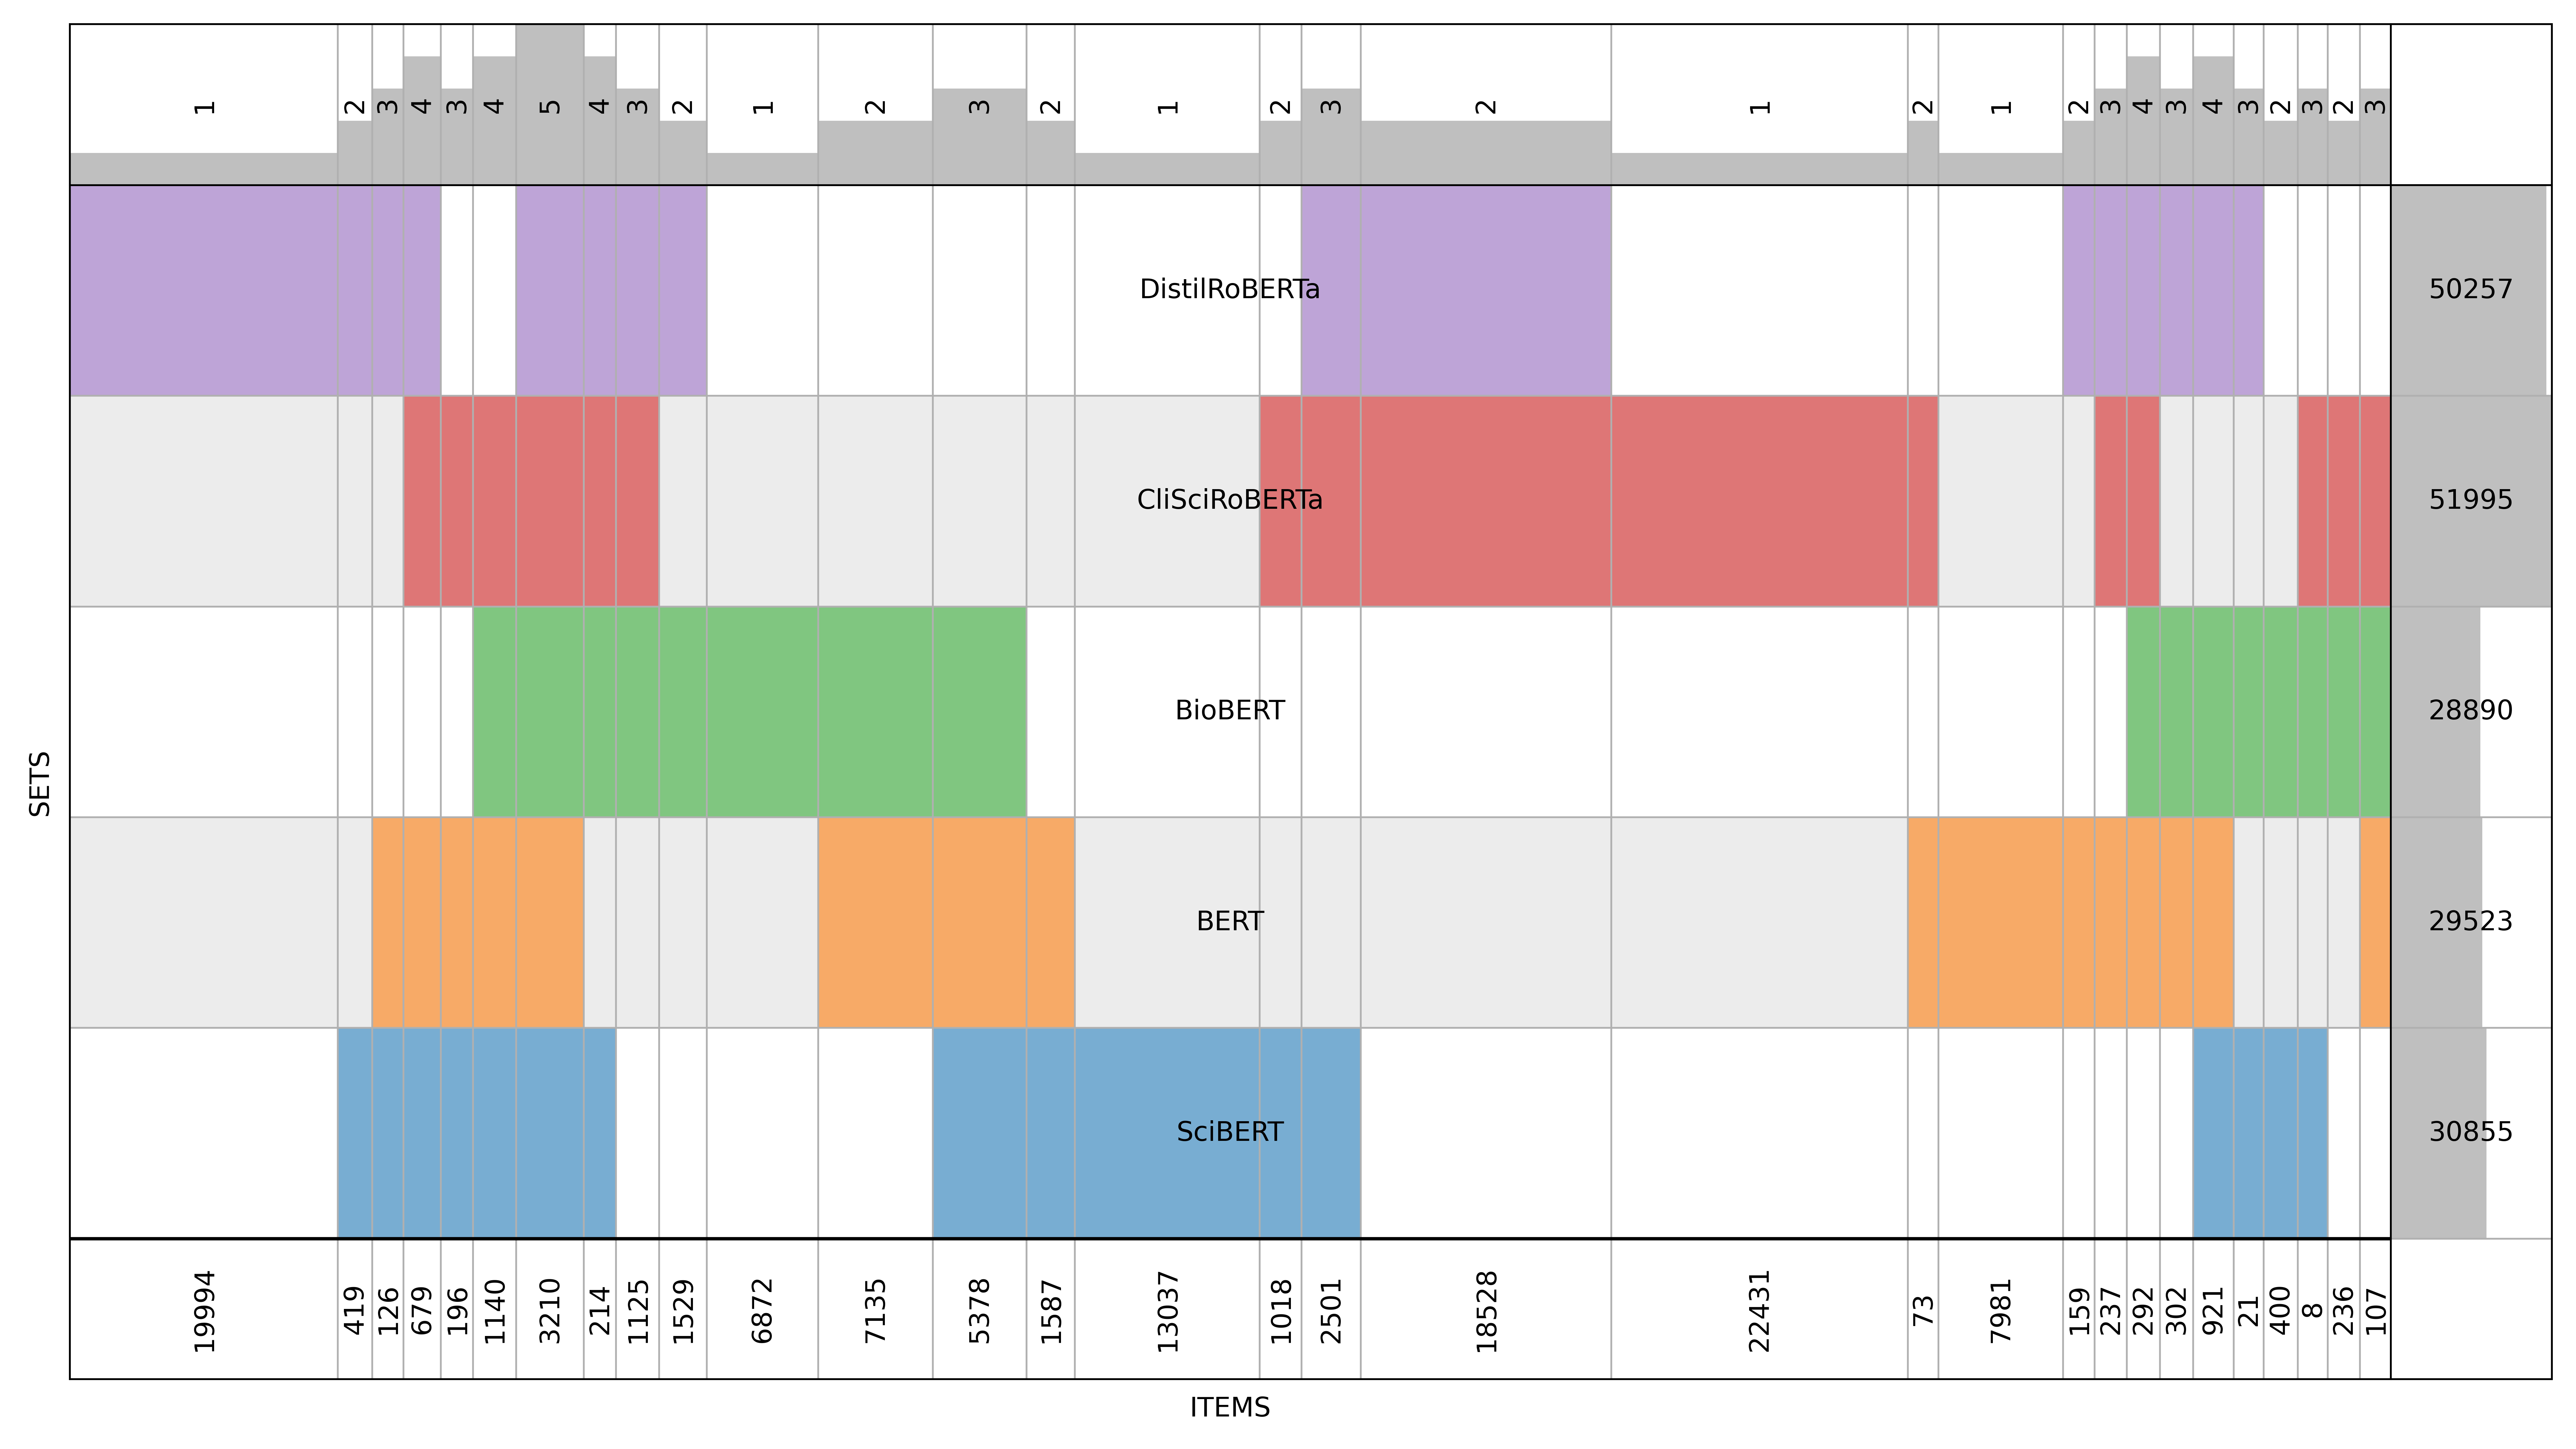 1 2 3 4 3 4 5 4 3 2 1 2 3 2 1 2 3 2 1 2 1 2 3 4 3 4 3 2 3 2 3
DistilRoBERTa 50257
CliSciRoBERTa 51995
BioBERT 28890
SETS
BERT 29523
SciBERT 30855
19994 419 126 679 196 1140 3210 214 1125 1529 6872 7135 5378 1587 13037 1018 2501 18528 22431 73 7981 159 237 292 302 921 21 400 8 236 107
ITEMS